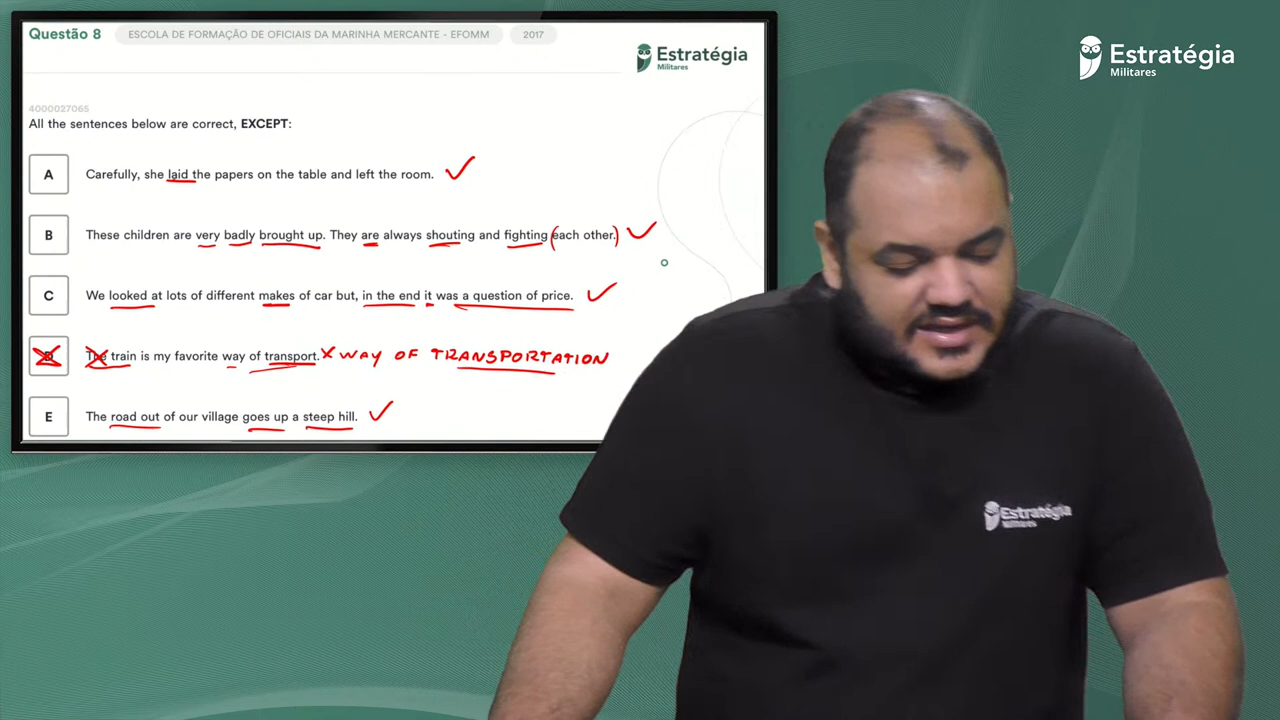 Questão 8 ESCOLA DE FORMAÇÃO DE OFICIAIS DA MARINHA MERCANTE - EFOMM 2017
Estratégia
Militares
Estratégia
Militares
4000027065
All the sentences below are correct, EXCEPT:
A Carefully, she laid the papers on the table and left the room.
B These children are very badly brought up. They are always shouting and fighting (each other.)
C We looked at lots of different makes of car but, in the end it was a question of price.
D The train is my favorite way of transport. X WAY OF TRANSPORTATION
E The road out of our village goes up a steep hill.
Estratégia
Militares